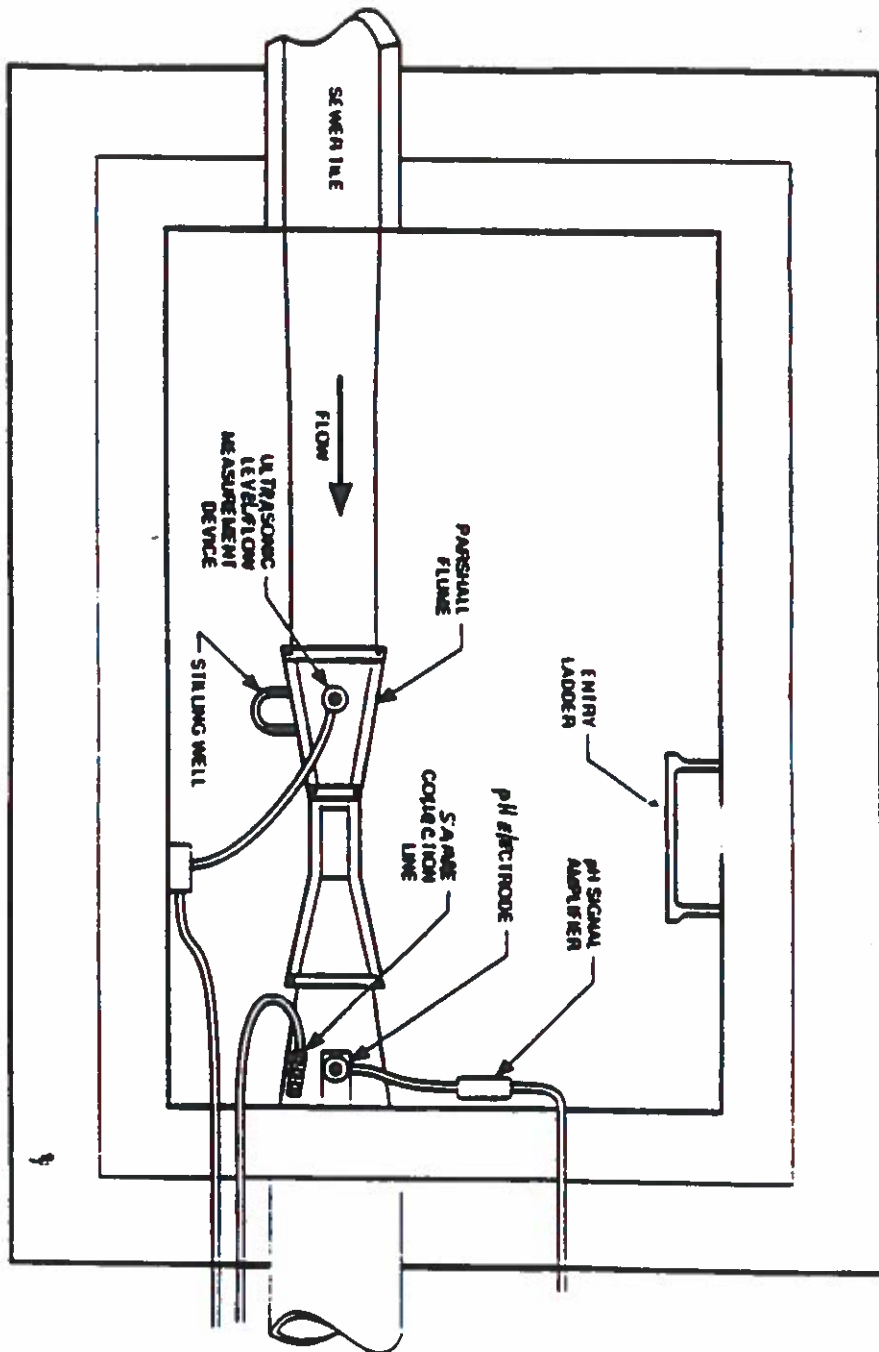 SEWER LINE
FLOW
ULTRASONIC
LEVEL/FLOW
MEASUREMENT
DEVICE
STILLING WELL
PARSHALL
FLUME
ENTRY
LADDER
SAMPLE
COLLECTION
LINE
pH ELECTRODE
pH SIGNAL
AMPLIFIER